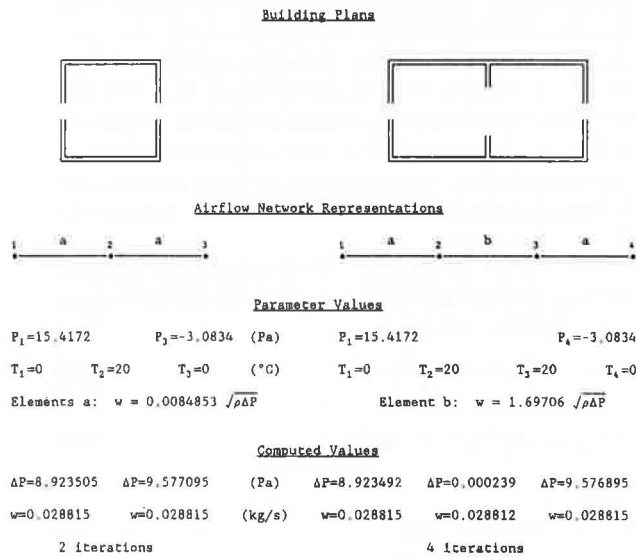 Building Plans
Airflow Network Representations
1 a 2 a 3 1 a 2 b 3 a 4
Parameter Values
P₁=15.4172 P₃=-3.0834 (Pa) P₁=15.4172 P₄=-3.0834
T₁=0 T₂=20 T₃=0 (°C) T₁=0 T₂=20 T₃=20 T₄=0
Elements a: w = 0.0084853 √ρΔP Element b: w = 1.69706 √ρΔP
Computed Values
ΔP=8.923505 ΔP=9.577095 (Pa) ΔP=8.923492 ΔP=0.000239 ΔP=9.576895
w=0.028815 w=0.028815 (kg/s) w=0.028815 w=0.028812 w=0.028815
2 iterations 4 iterations